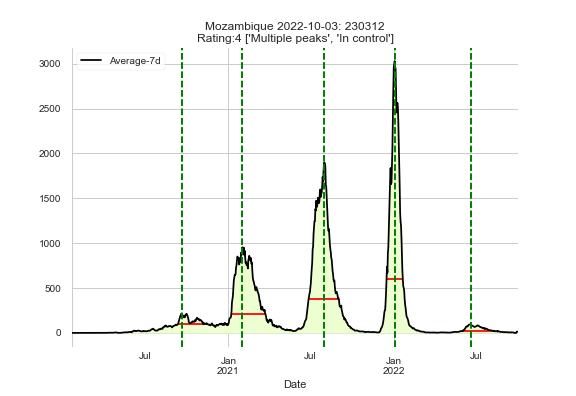 Mozambique 2022-10-03: 230312
Rating:4 ['Multiple peaks', 'In control']
Average-7d
3000
2500
2000
1500
1000
500
0
Jul
Jan
2021
Jul
Jan
2022
Jul
Date